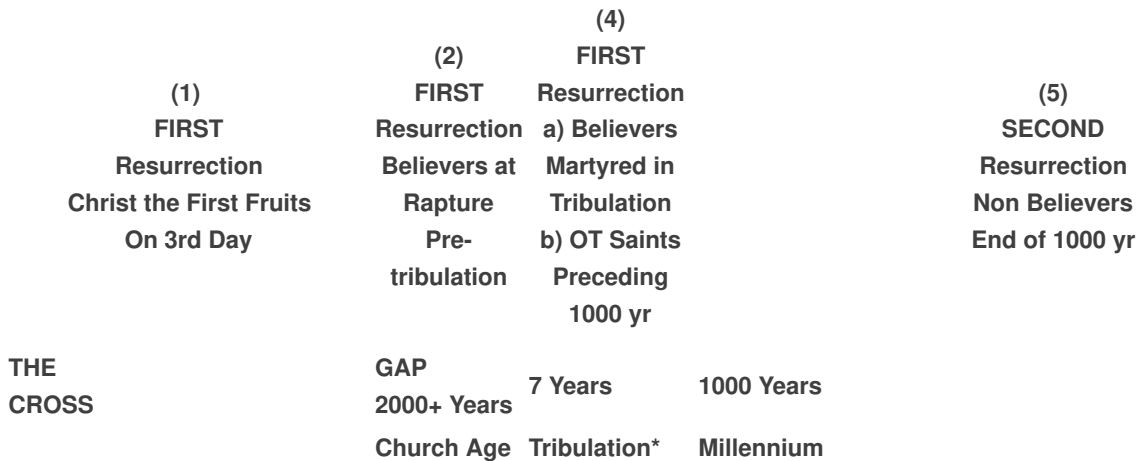 (1)
FIRST
Resurrection
Christ the First Fruits
On 3rd Day
(2)
FIRST
Resurrection
Believers at
Rapture
Pre-
tribulation
(4)
FIRST
Resurrection
a) Believers
Martyred in
Tribulation
b) OT Saints
Preceding
1000 yr
(5)
SECOND
Resurrection
Non Believers
End of 1000 yr
THE
CROSS
GAP
2000+ Years
7 Years
1000 Years
Church Age
Tribulation*
Millennium